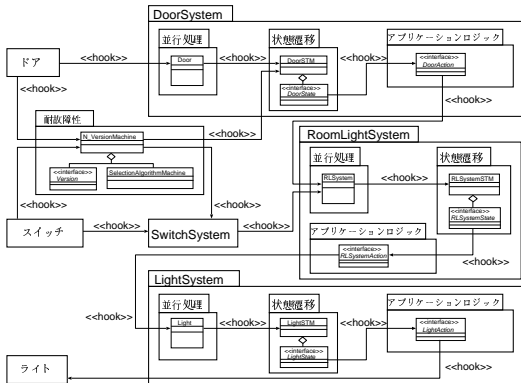 DoorSystem
並行処理
状態遷移
アプリケーションロジック
<<hook>>
<<hook>>
<<hook>>
ドア
Door
DoorSTM
<<interface>>
DoorAction
<<interface>>
DoorState
<<hook>>
<<hook>>
<<hook>>
耐故障性
N_VersionMachine
<<interface>>
Version
SelectionAlgorithmMachine
RoomLightSystem
並行処理
状態遷移
<<hook>>
RLSystem
RLSystemSTM
<<interface>>
RLSystemState
<<hook>>
<<hook>>
スイッチ
<<hook>>
SwitchSystem
<<hook>>
アプリケーションロジック
<<interface>>
RLSystemAction
<<hook>>
<<hook>>
LightSystem
並行処理
状態遷移
アプリケーションロジック
<<hook>>
<<hook>>
<<hook>>
Light
LightSTM
<<interface>>
LightAction
<<interface>>
LightState
ライト
<<hook>>